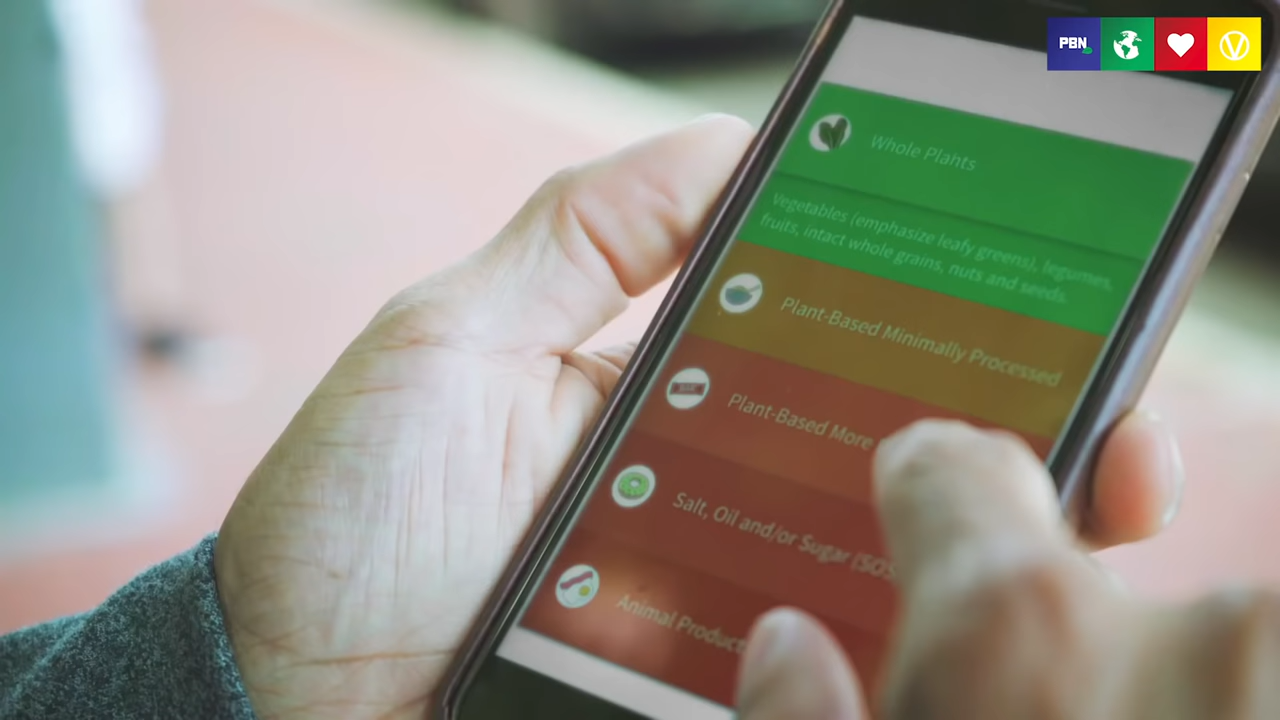 PBN
Whole Plants
Vegetables (emphasize leafy greens), legumes,
fruits, intact whole grains, nuts and seeds.
Plant-Based Minimally Processed
Plant-Based More
Salt, Oil and/or Sugar (SOS
Animal Product